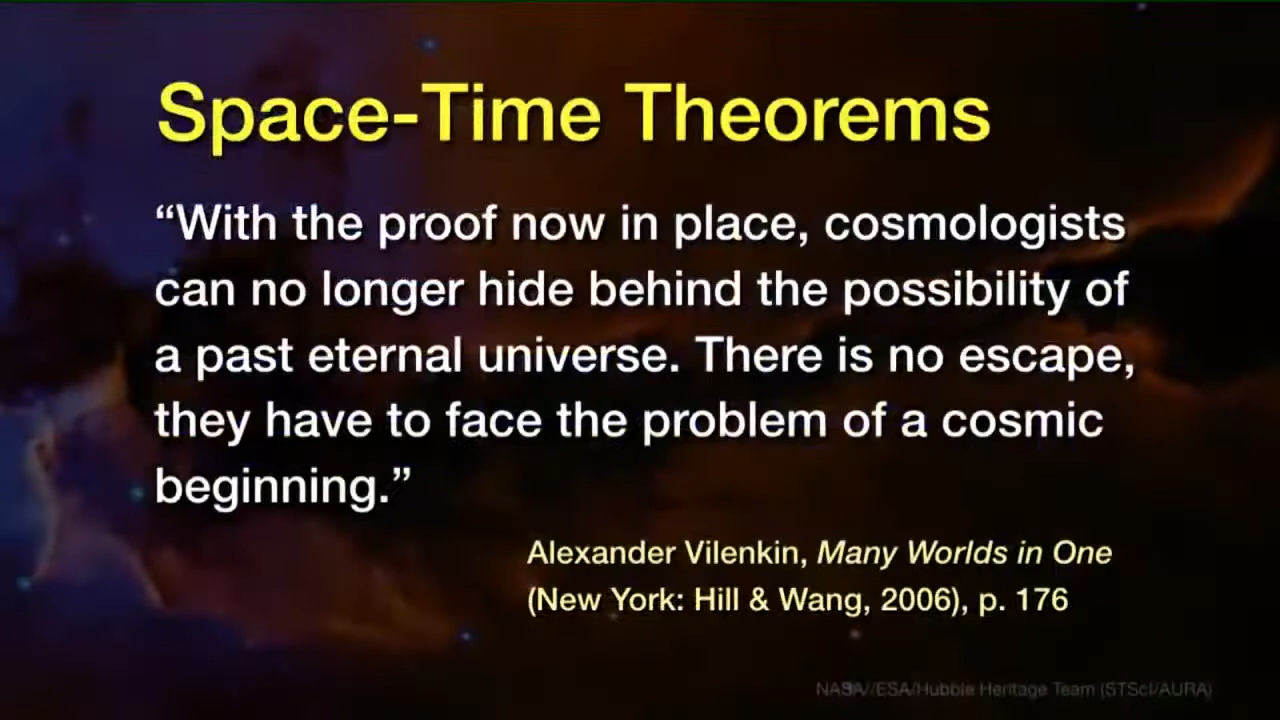 Space-Time Theorems
“With the proof now in place, cosmologists
can no longer hide behind the possibility of
a past eternal universe. There is no escape,
they have to face the problem of a cosmic
beginning.”
Alexander Vilenkin, Many Worlds in One
(New York: Hill & Wang, 2006), p. 176
NASA//ESA/Hubble Heritage Team (STScI/AURA)